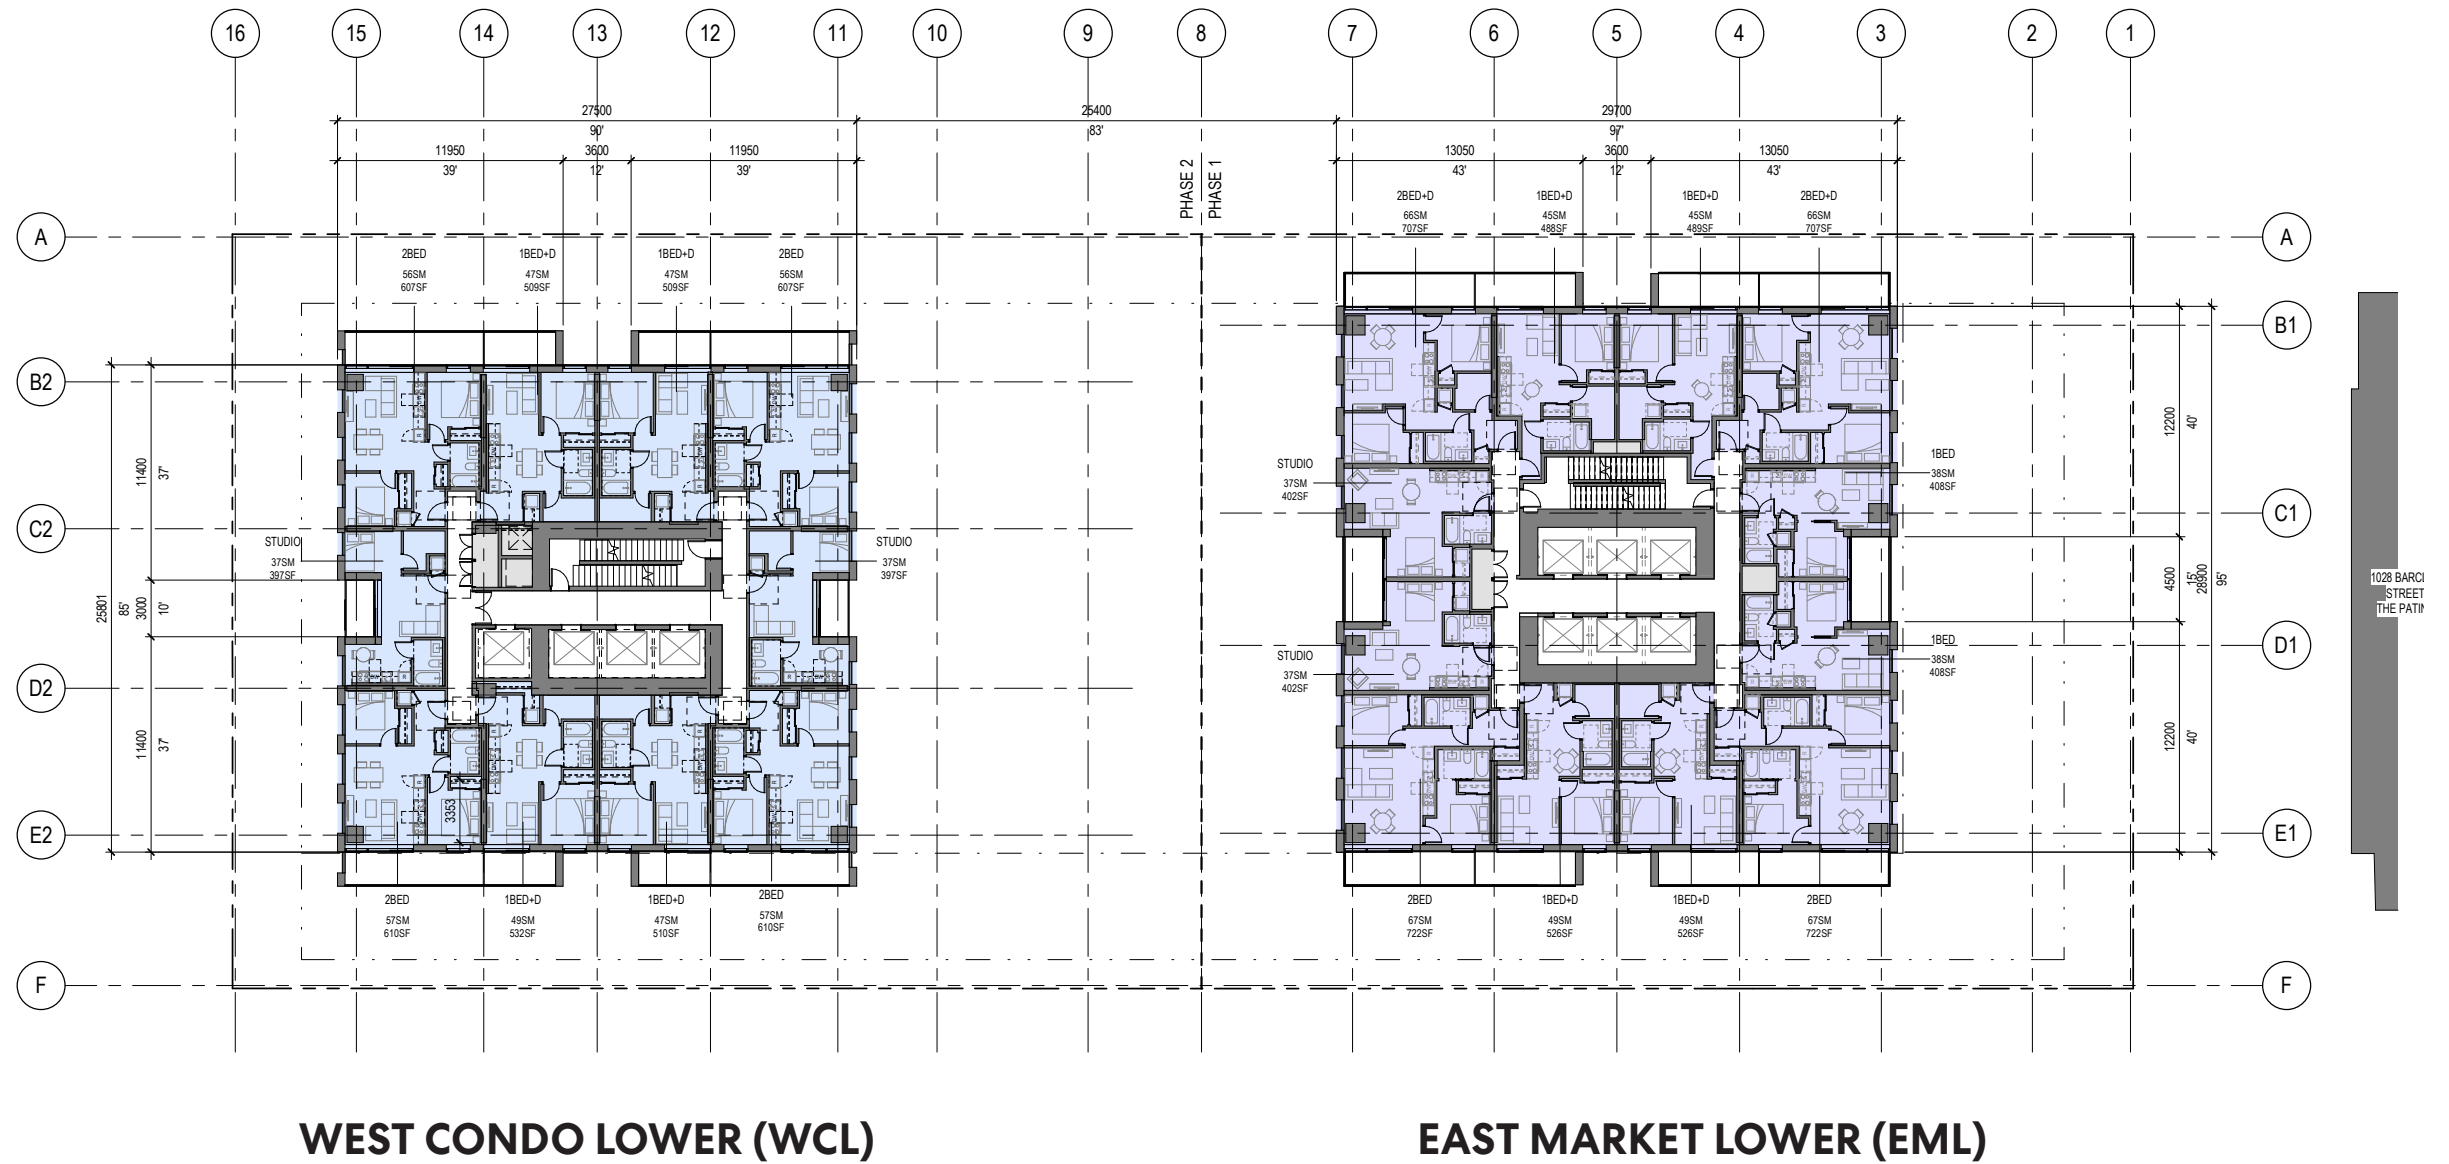 16 15 14 13 12 11 10 9 8 7 6 5 4 3 2 1
27500 25400 29700
90' 83' 97'
11950 3600 11950 13050 3600 13050
39' 12' 39' 43' 12' 43'
PHASE 2
PHASE 1
2BED+D
66SM
707SF
1BED+D
45SM
488SF
1BED+D
45SM
489SF
2BED+D
66SM
707SF
A A
2BED
56SM
607SF
1BED+D
47SM
509SF
1BED+D
47SM
509SF
2BED
56SM
607SF
B1
B2
C1
C2
D1
D2
E1
E2
F F
11400
37'
25801
85'
3000
10'
11400
37'
STUDIO
37SM
397SF
STUDIO
37SM
397SF
3353
STUDIO
37SM
402SF
STUDIO
37SM
402SF
1BED
38SM
408SF
1BED
38SM
408SF
12200
40'
4500
15'
28900
95'
12200
40'
1028 BARCL
STREET
THE PATIN
2BED
57SM
610SF
1BED+D
49SM
532SF
1BED+D
47SM
510SF
2BED
57SM
610SF
2BED
67SM
722SF
1BED+D
49SM
526SF
1BED+D
49SM
526SF
2BED
67SM
722SF
WEST CONDO LOWER (WCL)
EAST MARKET LOWER (EML)